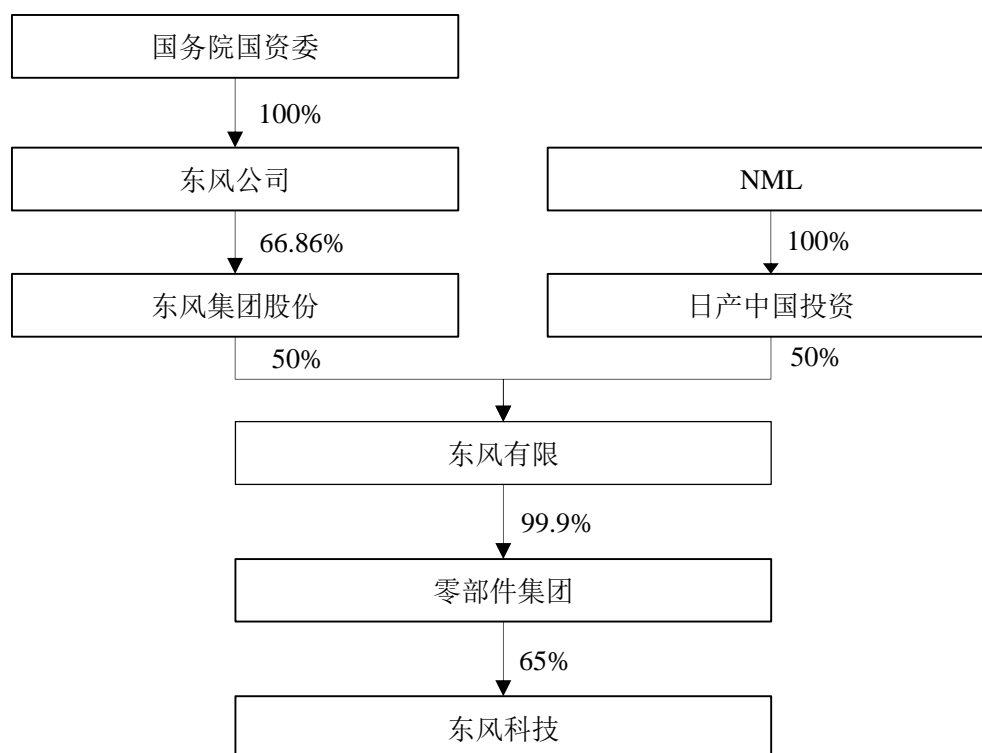 国务院国资委
100%
东风公司
NML
66.86%
100%
东风集团股份
日产中国投资
50%
50%
东风有限
99.9%
零部件集团
65%
东风科技